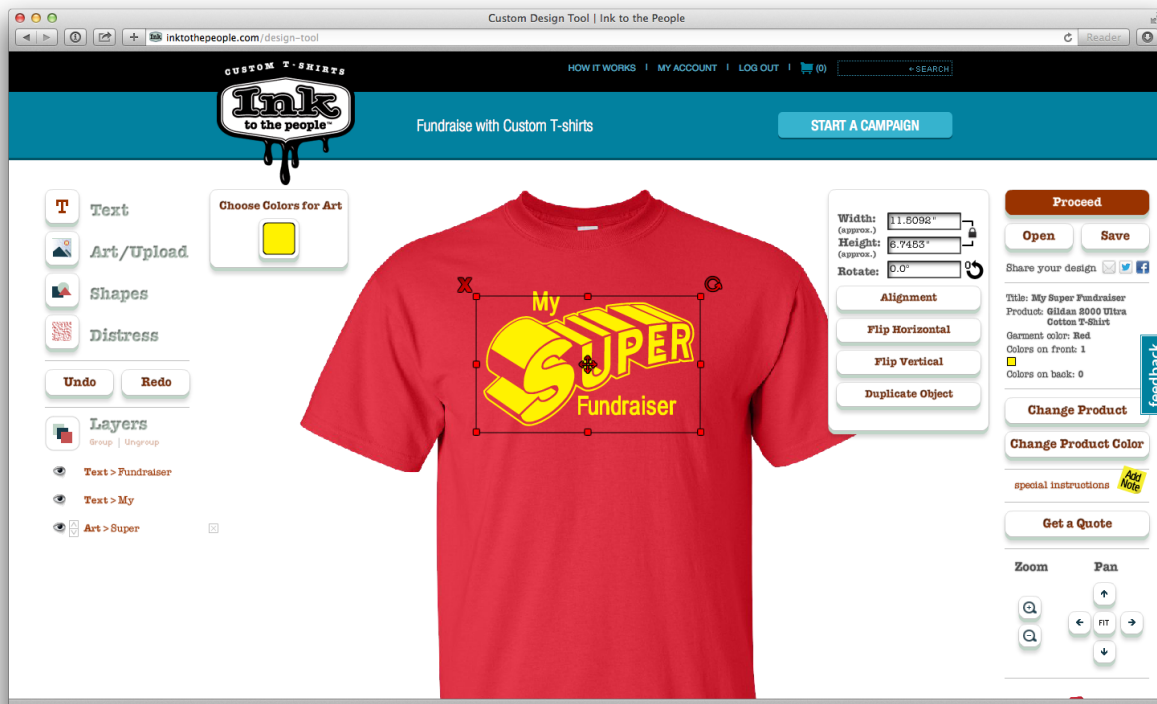 Custom Design Tool | Ink to the People
inktothepeople.com/design-tool
Reader
HOW IT WORKS | MY ACCOUNT | LOG OUT | (0) SEARCH
CUSTOM T-SHIRTS
Ink
to the people™
Fundraise with Custom T-shirts
START A CAMPAIGN
T Text
Art/Upload
Shapes
Distress
Undo Redo
Layers
Group | Ungroup
Text > Fundraiser
Text > My
Art > Super
Choose Colors for Art
X
My
SUPER
Fundraiser
Width: 11.5092"
(approx.)
Height: 6.7453"
(approx.)
Rotate: 0.0° 0
Alignment
Flip Horizontal
Flip Vertical
Duplicate Object
Proceed
Open Save
Share your design
Title: My Super Fundraiser
Product: Gildan 2000 Ultra
Cotton T-Shirt
Garment color: Red
Colors on front: 1
Colors on back: 0
feedback
Change Product
Change Product Color
special instructions Add
Note
Get a Quote
Zoom Pan
FIT